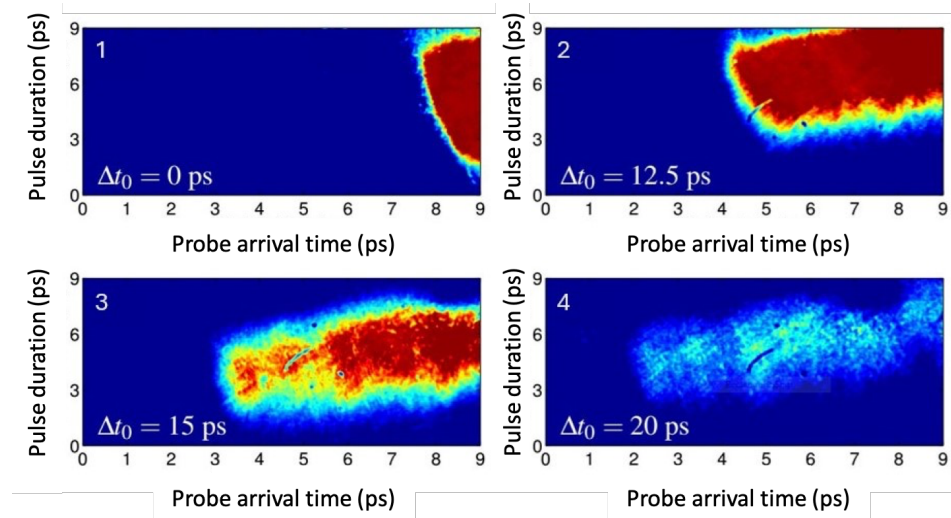 Pulse duration (ps)
9
6
3
0
1
Δt₀ = 0 ps
0 1 2 3 4 5 6 7 8 9
Probe arrival time (ps)
Pulse duration (ps)
9
6
3
0
2
Δt₀ = 12.5 ps
0 1 2 3 4 5 6 7 8 9
Probe arrival time (ps)
Pulse duration (ps)
9
6
3
0
3
Δt₀ = 15 ps
0 1 2 3 4 5 6 7 8 9
Probe arrival time (ps)
Pulse duration (ps)
9
6
3
0
4
Δt₀ = 20 ps
0 1 2 3 4 5 6 7 8 9
Probe arrival time (ps)